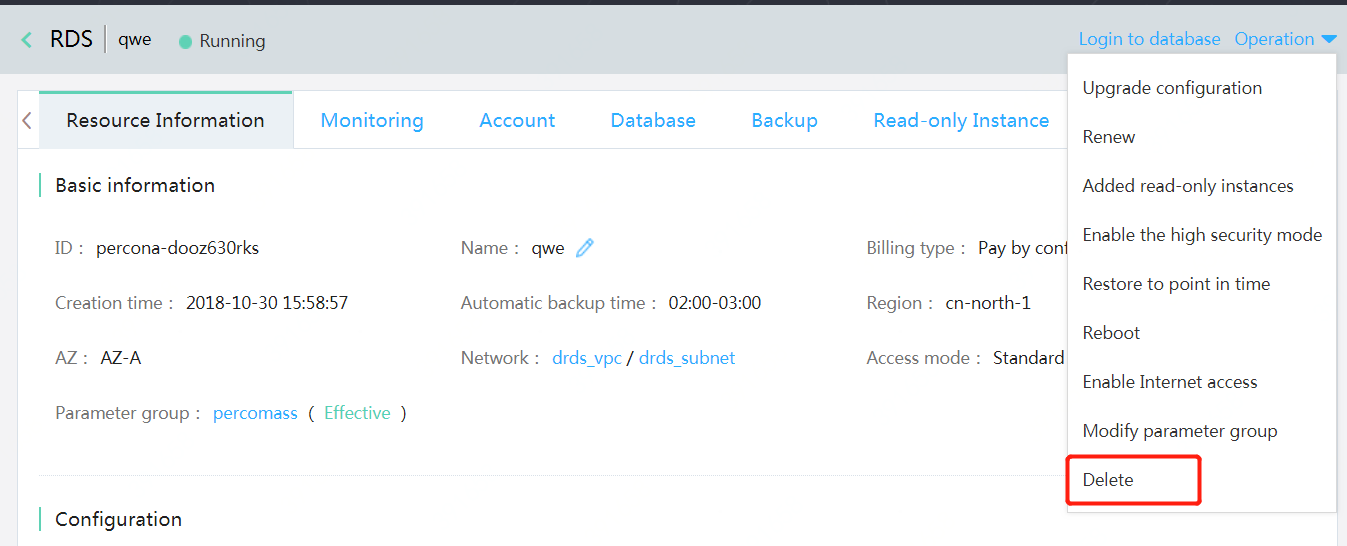 RDS qwe Running
Login to database Operation
Resource Information Monitoring Account Database Backup Read-only Instance
Upgrade configuration
Renew
Added read-only instances
Enable the high security mode
Restore to point in time
Reboot
Enable Internet access
Modify parameter group
Delete
Basic information
ID : percona-dooz630rks Name : qwe Billing type : Pay by
Creation time : 2018-10-30 15:58:57 Automatic backup time : 02:00-03:00 Region : cn-north-1
AZ : AZ-A Network : drds_vpc / drds_subnet Access mode : Standard
Parameter group : percomass ( Effective )
Configuration